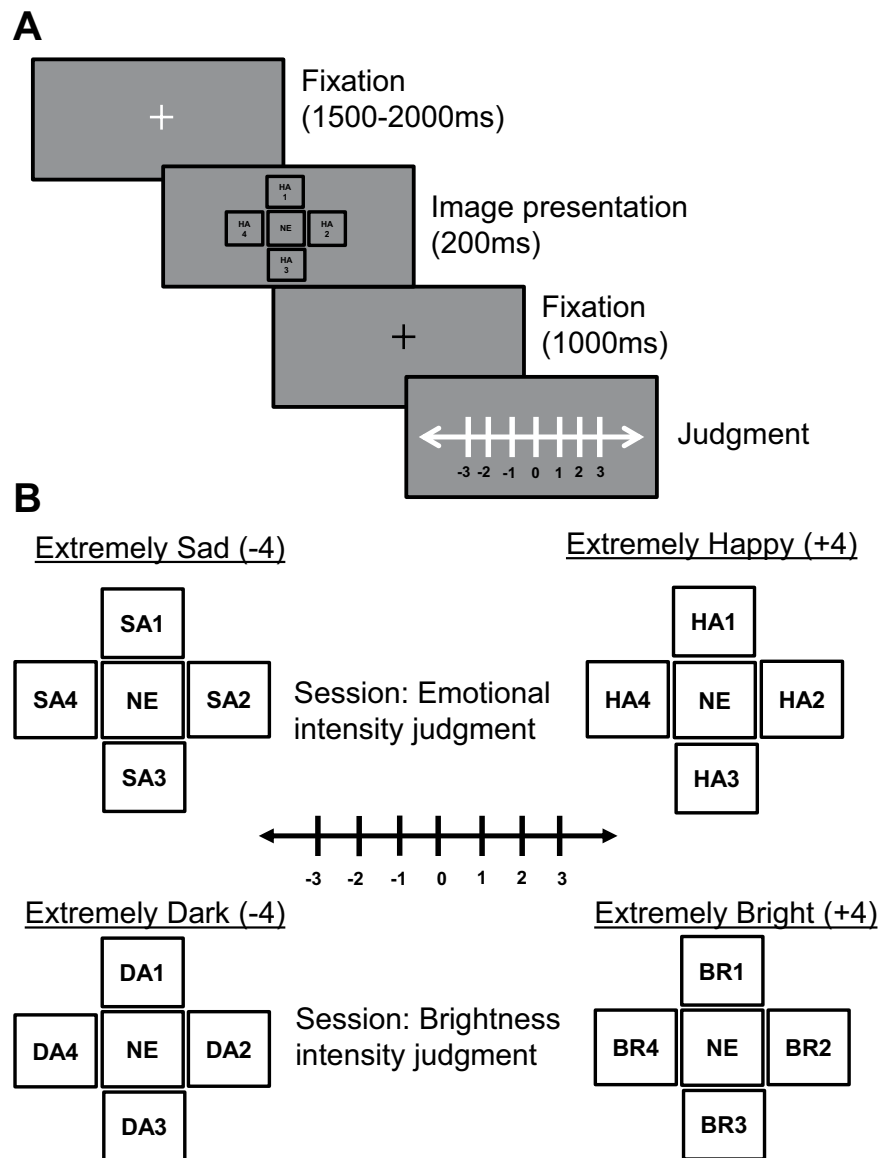 A
Fixation
(1500-2000ms)
HA
1
HA
4
NE
HA
2
HA
3
Image presentation
(200ms)
Fixation
(1000ms)
-3 -2 -1 0 1 2 3
Judgment
B
Extremely Sad (-4)
Extremely Happy (+4)
SA1
SA4 NE SA2
SA3
Session: Emotional
intensity judgment
HA1
HA4 NE HA2
HA3
-3 -2 -1 0 1 2 3
Extremely Dark (-4)
Extremely Bright (+4)
DA1
DA4 NE DA2
DA3
Session: Brightness
intensity judgment
BR1
BR4 NE BR2
BR3